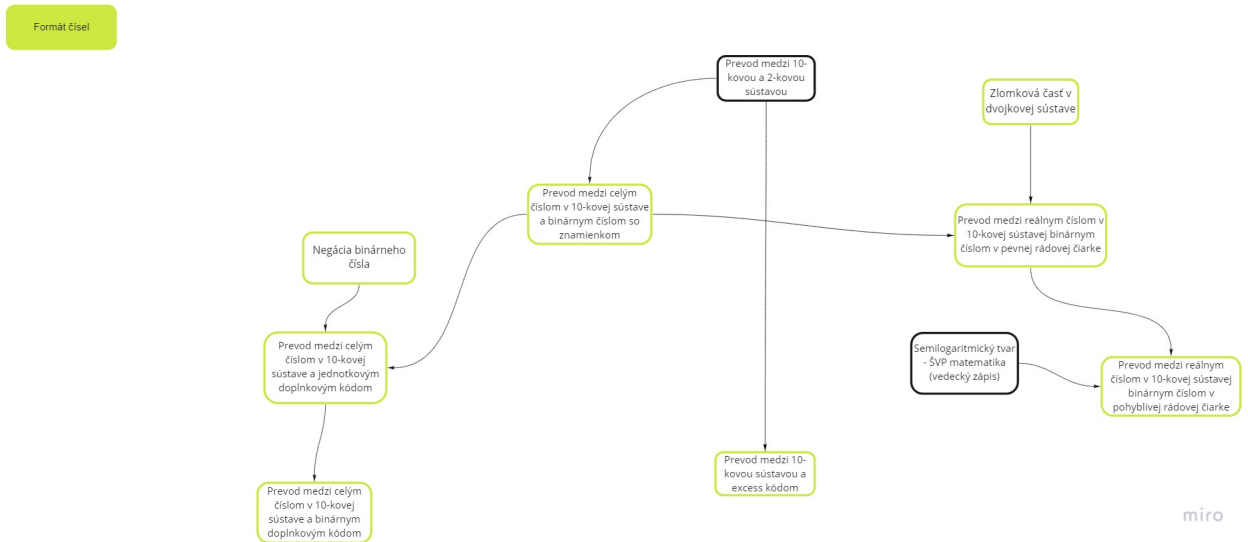 Formát čísel
Prevod medzi 10-
kovou a 2-kovou
sústavou
Zlomková časť v
dvojkovej sústave
Prevod medzi celým
číslom v 10-kovej sústave
a binárnym číslom so
znamienkom
Prevod medzi reálnym číslom v
10-kovej sústavej binárnym
číslom v pevnej rádovej čiarke
Negácia binárneho
čísla
Prevod medzi celým
číslom v 10-kovej
sústave a jednotkovým
doplnkovým kódom
Semilogaritmický tvar
- ŠVP matematika
(vedecký zápis)
Prevod medzi reálnym
číslom v 10-kovej sústavej
binárnym číslom v
pohyblivej rádovej čiarke
Prevod medzi 10-
kovou sústavou a
excess kódom
Prevod medzi celým
číslom v 10-kovej
sústave a binárnym
doplnkovým kódom
miro